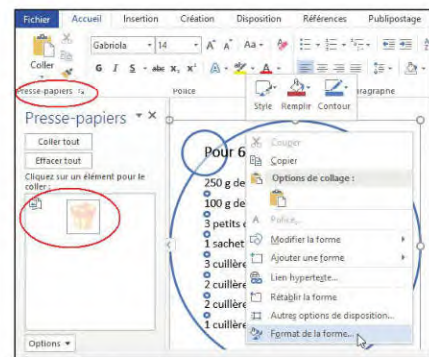 Fichier Accueil Insertion Création Disposition Références Publipostage
Gabriola 14 A A Aa
Coller G I S abc x, x² A A
Presse-papiers Police Paragraphe
Style Remplir Contour
Presse-papiers
Coller tout
Effacer tout
Cliquez sur un élément pour le
coller :
Options
Pour 6
250 g de
100 g de
3 petits
1 sachet
3 cuillère
2 cuillère
2 cuillère
1 cuillère
Couper
Copier
Options de collage :
A Police...
Modifier la forme
Ajouter une forme
Lien hypertexte...
Rétablir la forme
Autres options de disposition...
Format de la forme...